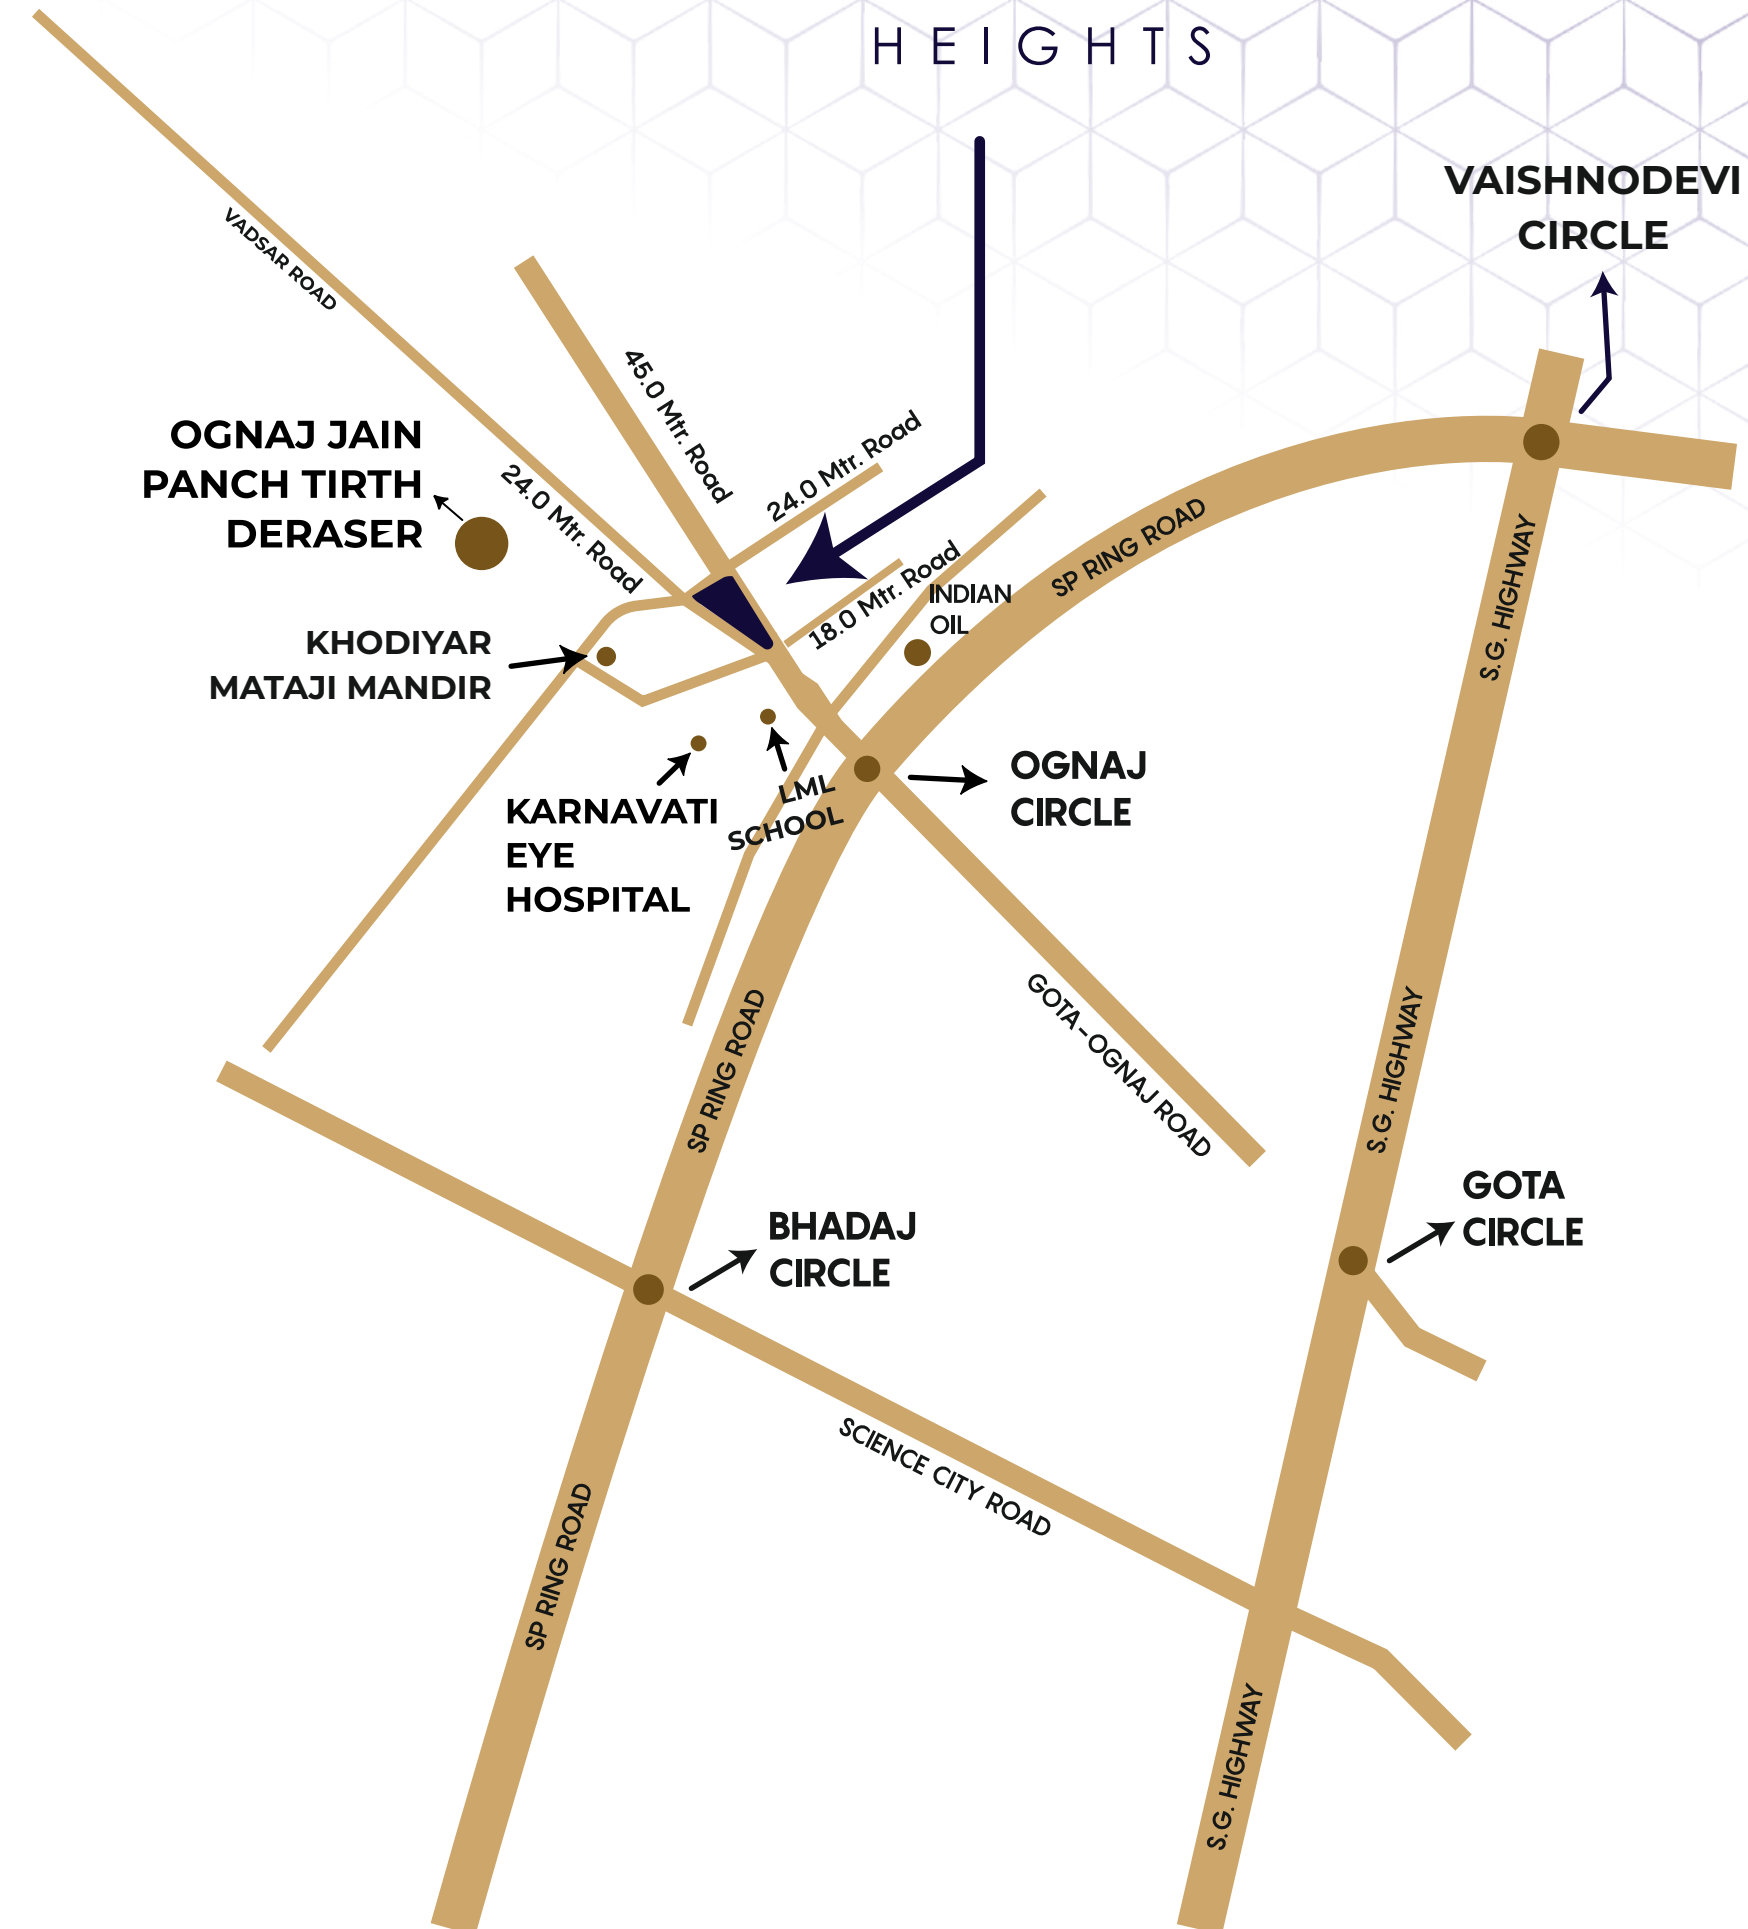 HEIGHTS
VAISHNODEVI
CIRCLE
VADSAR ROAD
45.0 Mtr. Road
24.0 Mtr. Road
OGNAJ JAIN
PANCH TIRTH
DERASER
24.0 Mtr. Road
18.0 Mtr. Road
INDIAN
OIL
SP RING ROAD
S.G. HIGHWAY
KHODIYAR
MATAJI MANDIR
OGNAJ
CIRCLE
LML
SCHOOL
KARNAVATI
EYE
HOSPITAL
SP RING ROAD
GOTA-OGNAJ ROAD
S.G. HIGHWAY
GOTA
CIRCLE
BHADAJ
CIRCLE
SCIENCE CITY ROAD
SP RING ROAD
S.G. HIGHWAY